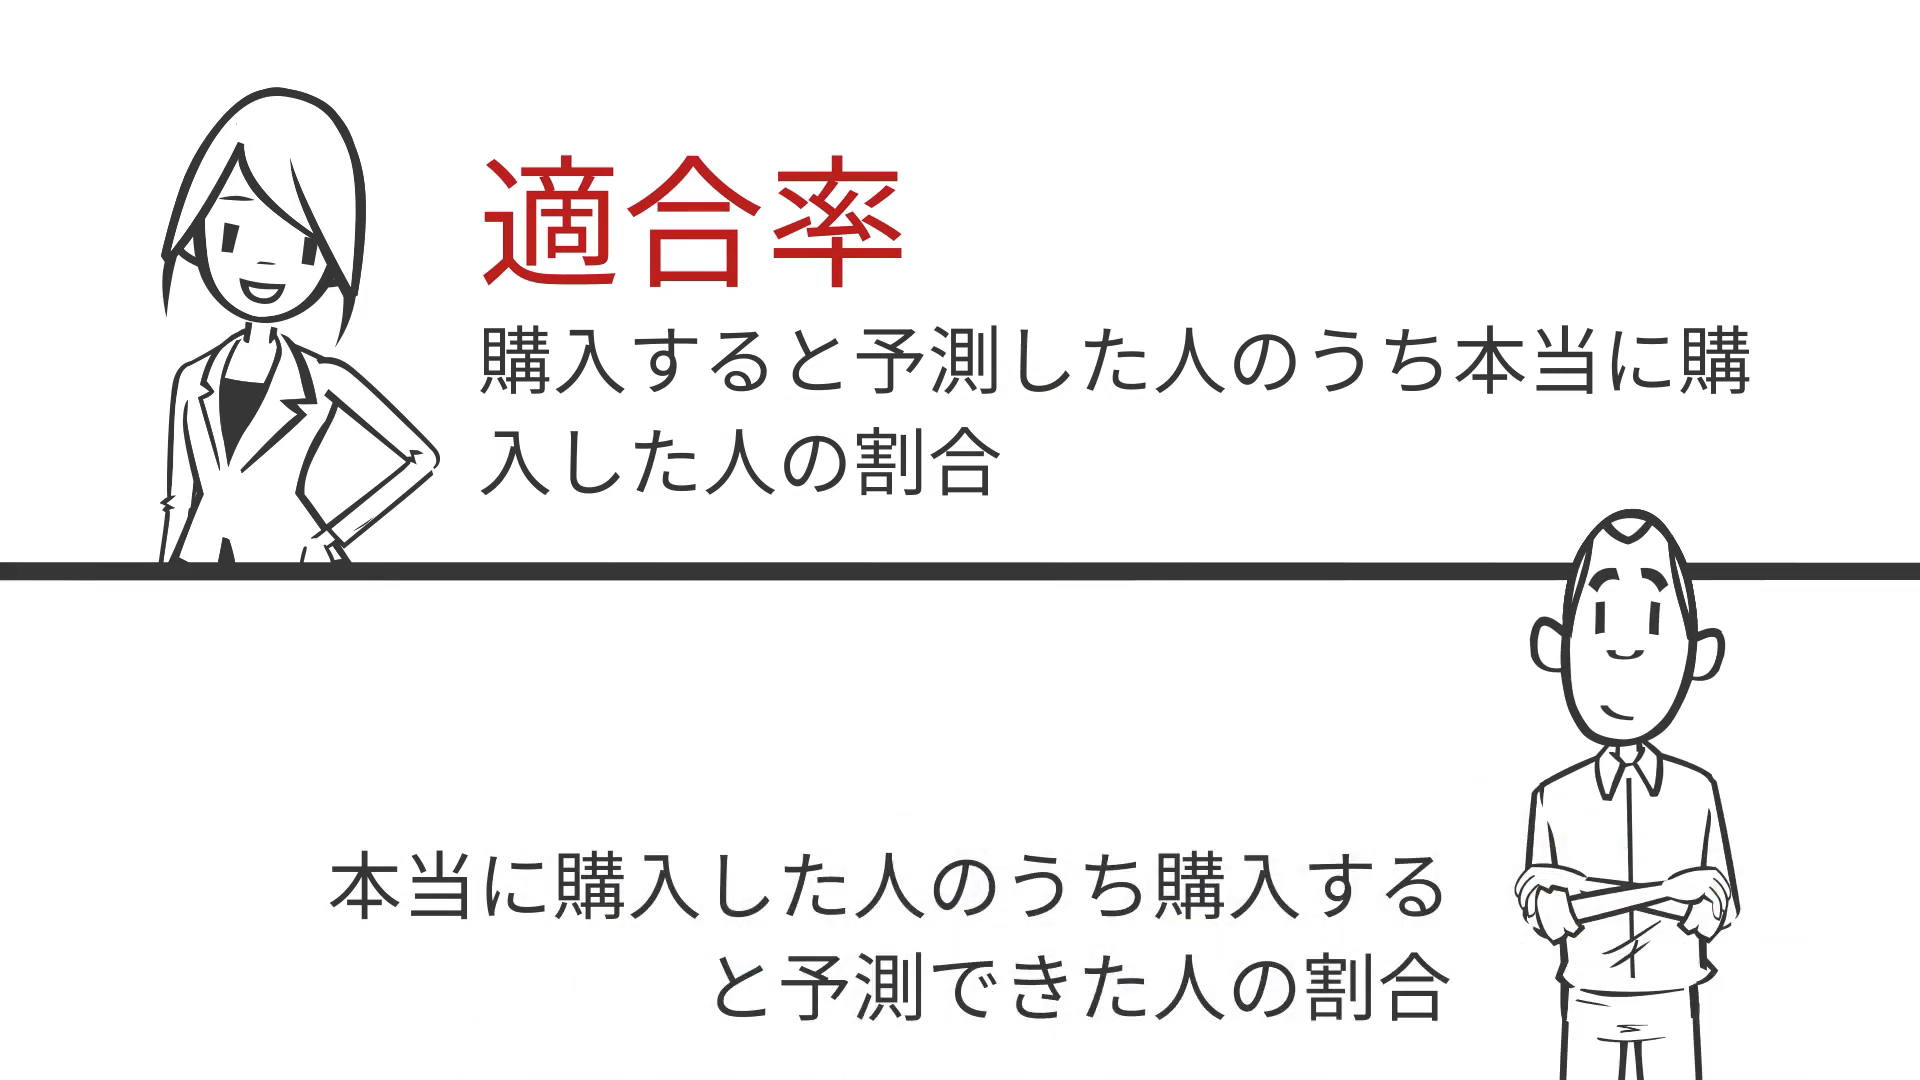 適合率
購入すると予測した人のうち本当に購
入した人の割合
本当に購入した人のうち購入する
と予測できた人の割合